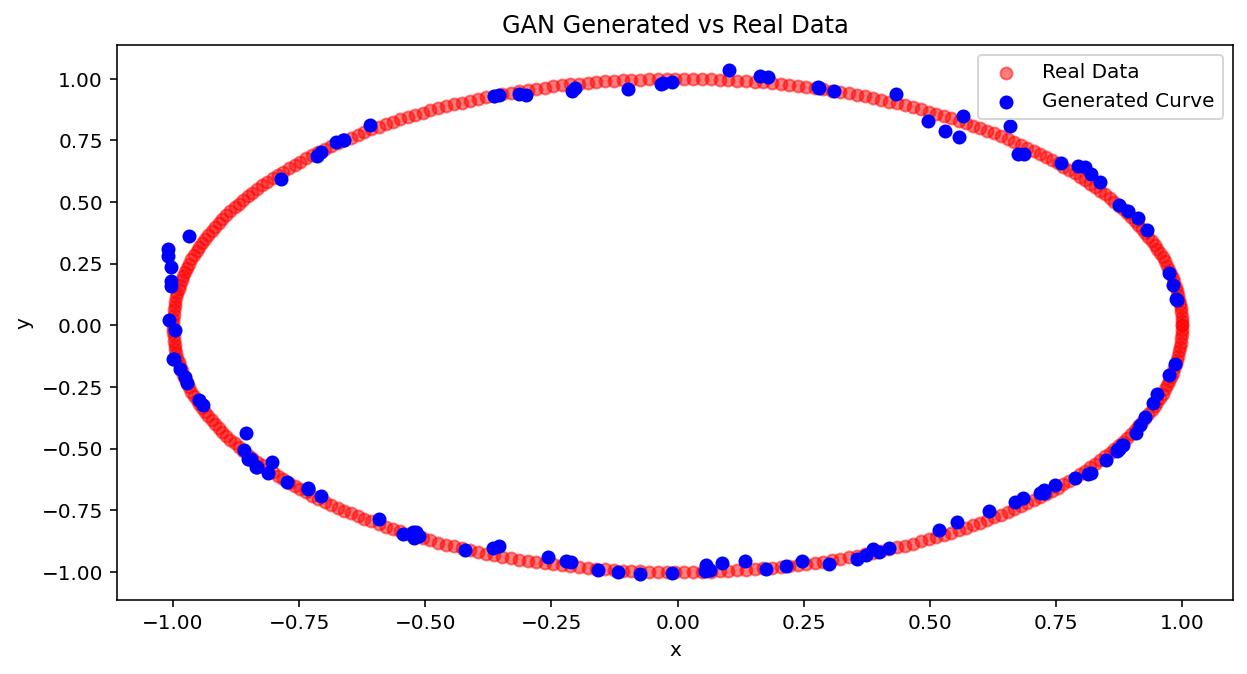 GAN Generated vs Real Data
Real Data
Generated Curve
1.00
0.75
0.50
0.25
0.00
−0.25
−0.50
−0.75
−1.00
y
−1.00 −0.75 −0.50 −0.25 0.00 0.25 0.50 0.75 1.00
x